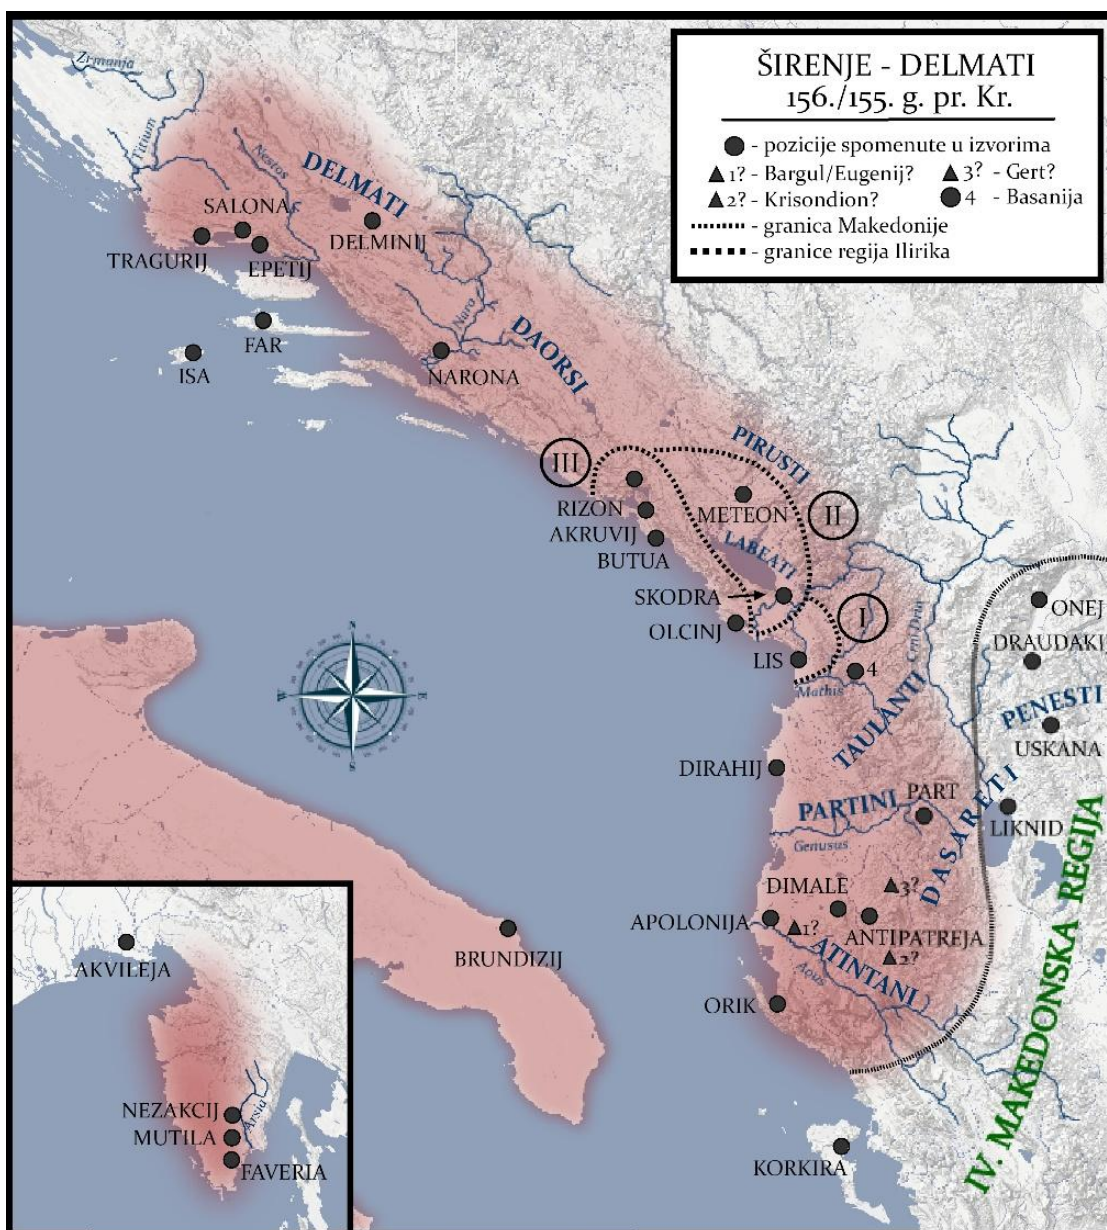 ŠIRENJE - DELMATI
156./155. g. pr. Kr.
- pozicije spomenute u izvorima
1? - Bargul/Eugenij?
3? - Gert?
2? - Krisondion?
4 - Basanija
- granica Makedonije
- granice regija Ilirika
Zrmanja
Titium
Nestos
DELMATI
SALONA
DELMINIJ
TRAGURIJ
EPETIJ
Naro
FAR
ISA
NARONA
DAORSI
PIRUSTI
III
RIZON
METEON
II
AKRUVIJ
BUTUA
LABEATI
SKODRA
I
OLCINJ
Crni Drim
ONEJ
DRAUDAKIJ
LIS
4
Mathis
TAULANTI
PENESTI
USKANA
DIRAHIJ
PARTINI
PART
DASARETI
LIKNID
Genusus
DIMALE
3?
APOLONIJA
1?
ANTIPATREJA
2?
ATINTANI
Aous
ORIK
BRUNDIZIJ
IV. MAKEDONSKA REGIJA
KORKIRA
AKVILEJA
NEZAKCIJ
Arsia
MUTILA
FAVERIA